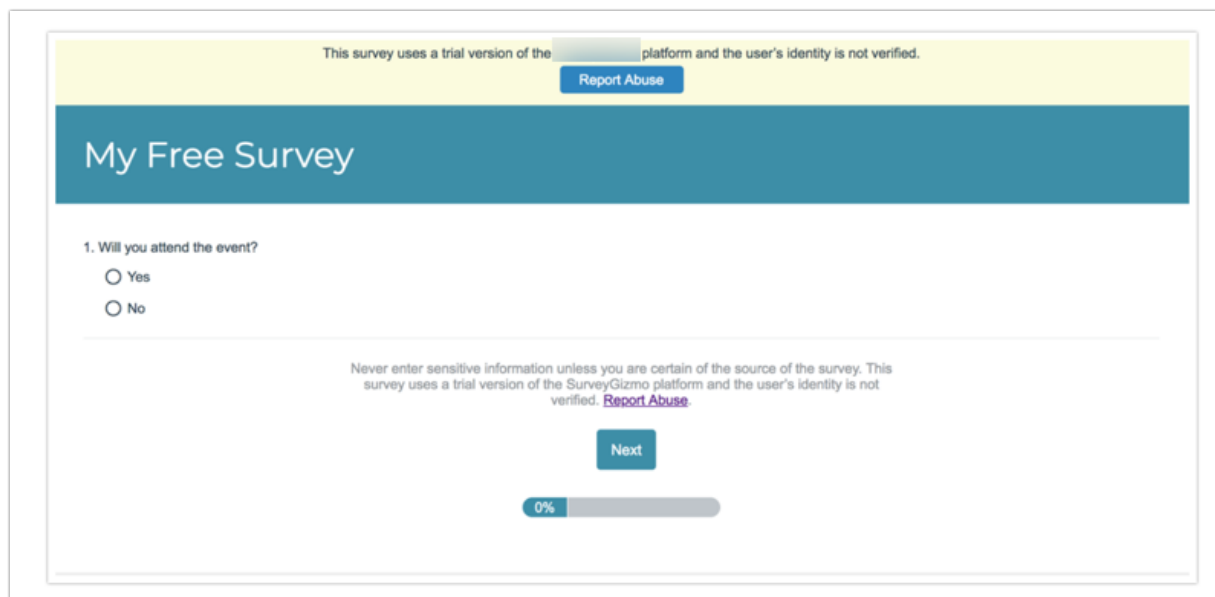 This survey uses a trial version of the platform and the user's identity is not verified.
Report Abuse
My Free Survey
1. Will you attend the event?
Yes
No
Never enter sensitive information unless you are certain of the source of the survey. This
survey uses a trial version of the SurveyGizmo platform and the user's identity is not
verified. Report Abuse.
Next
0%